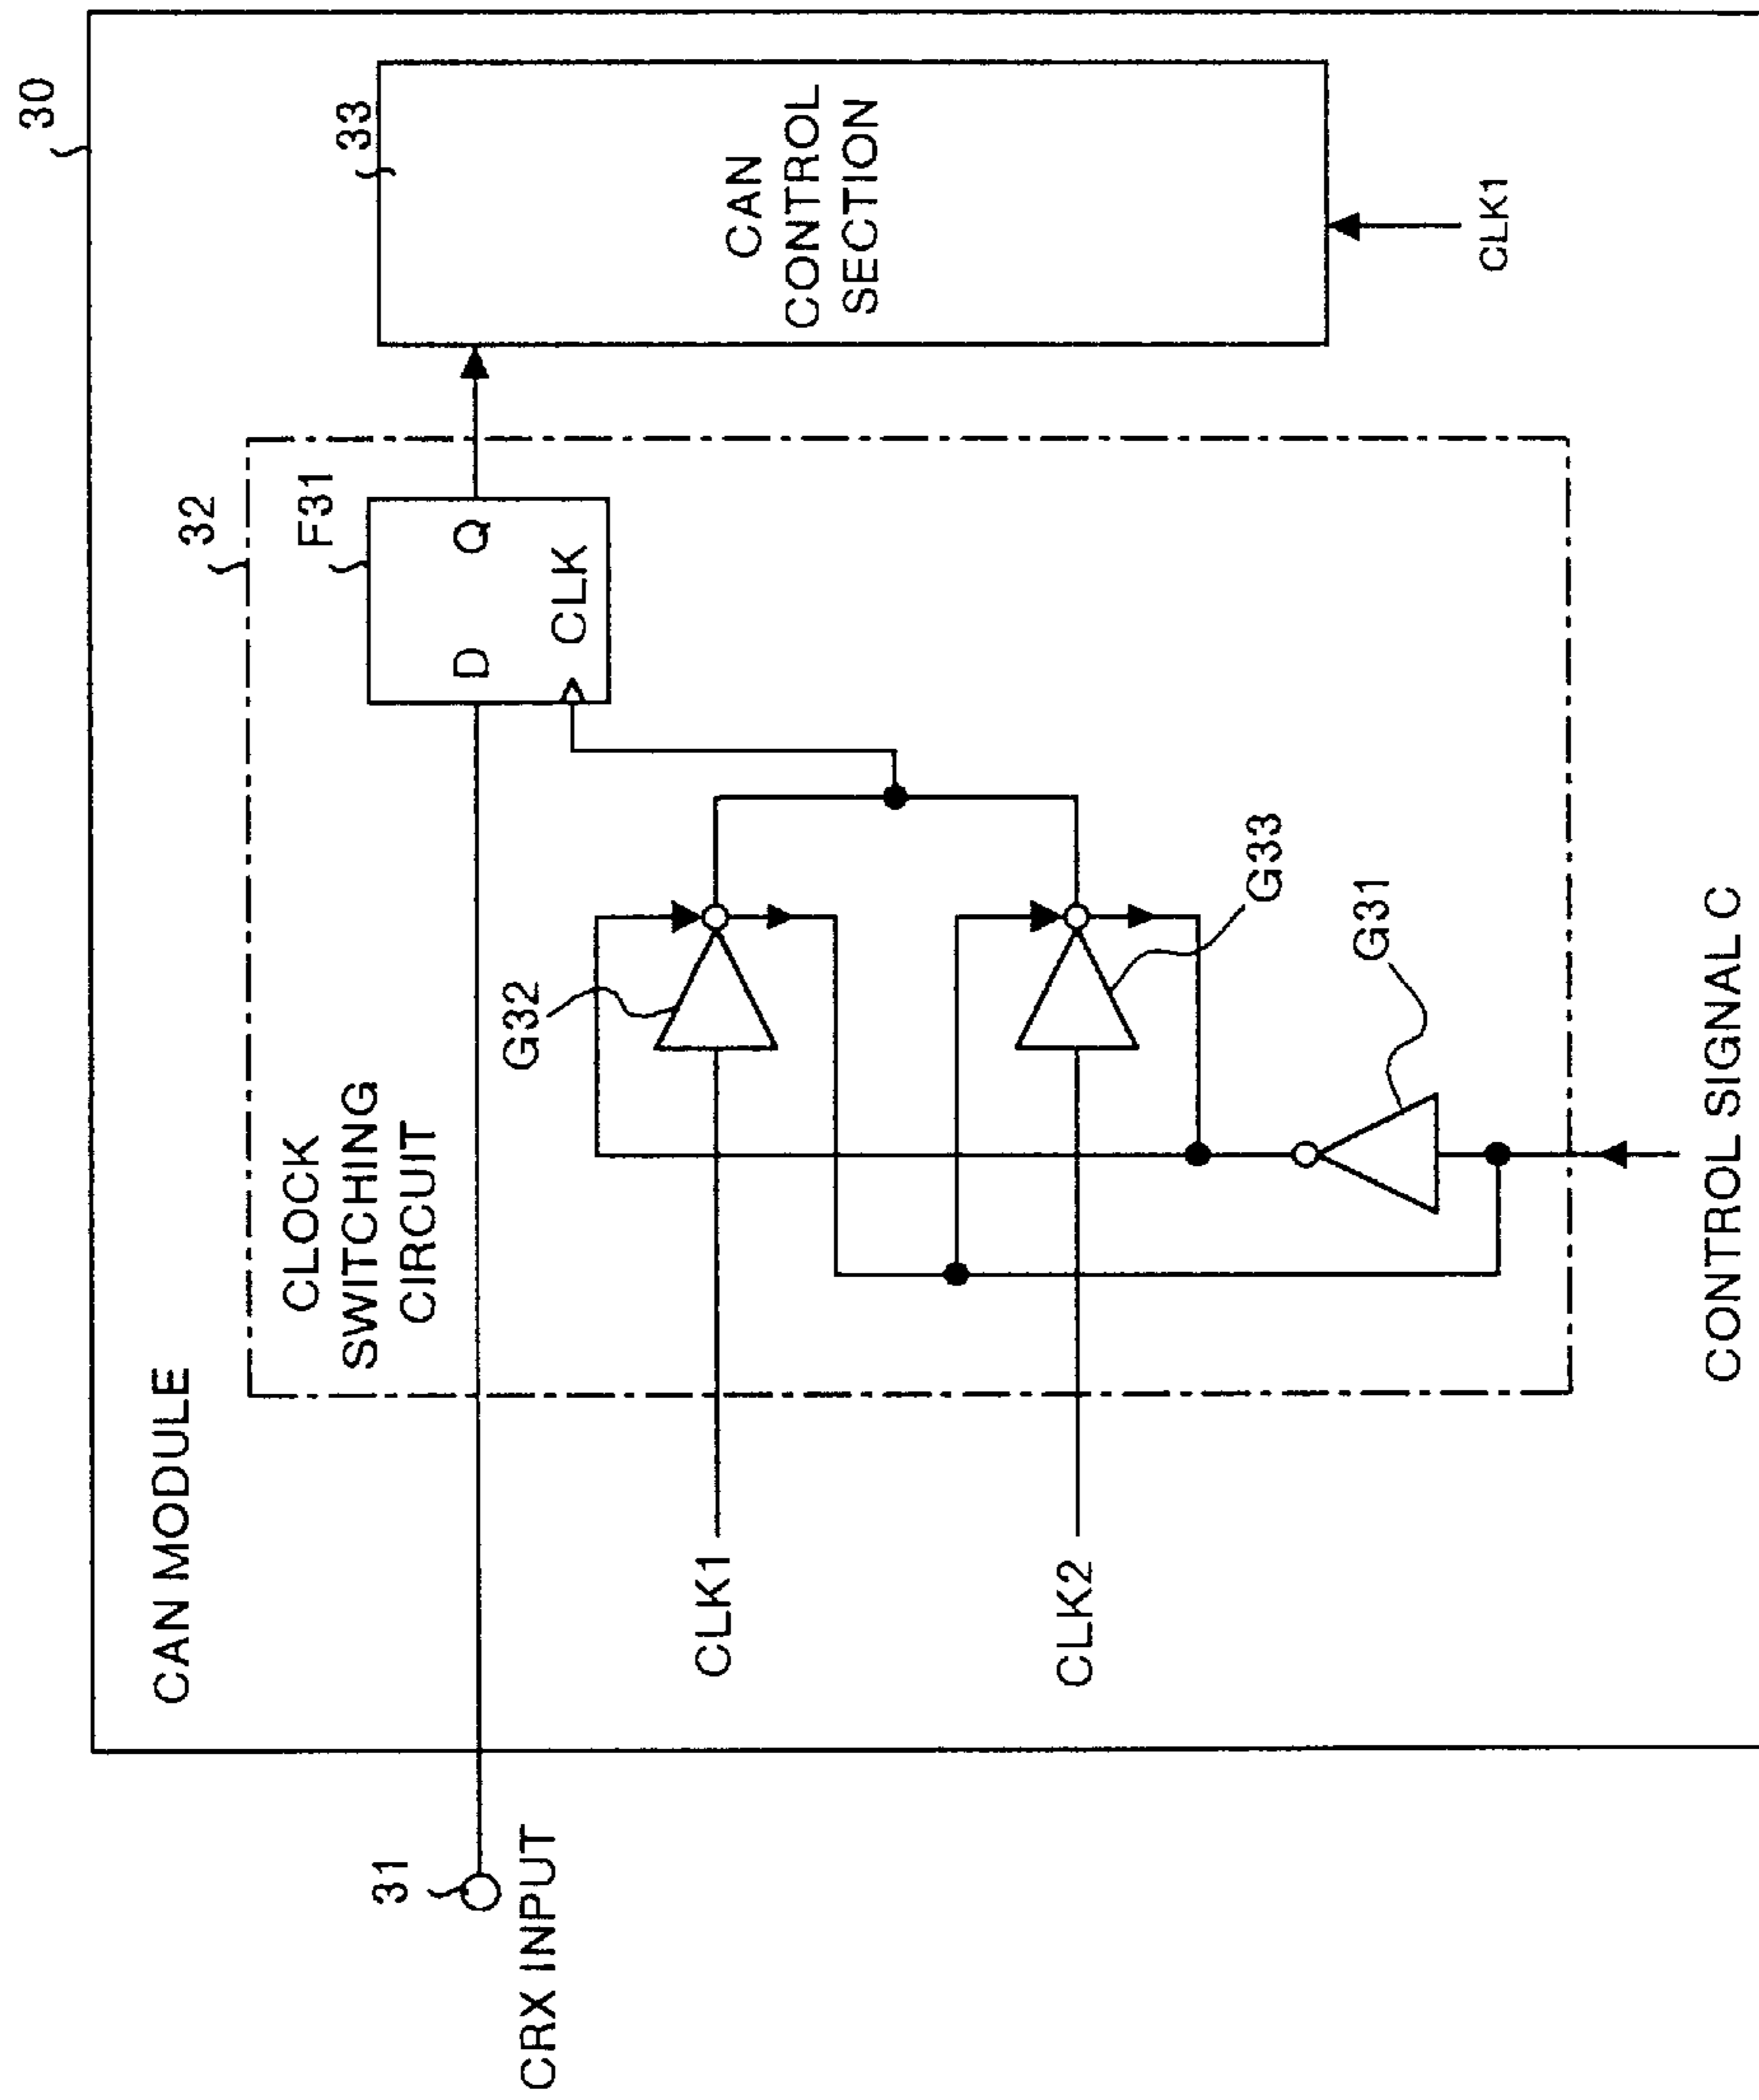 30
CAN MODULE
32
CLOCK
SWITCHING
CIRCUIT
F31
D Q
CLK
33
CAN
CONTROL
SECTION
31
CRX INPUT
G32
CLK1
G33
CLK2
G31
CLK1
CONTROL SIGNAL C